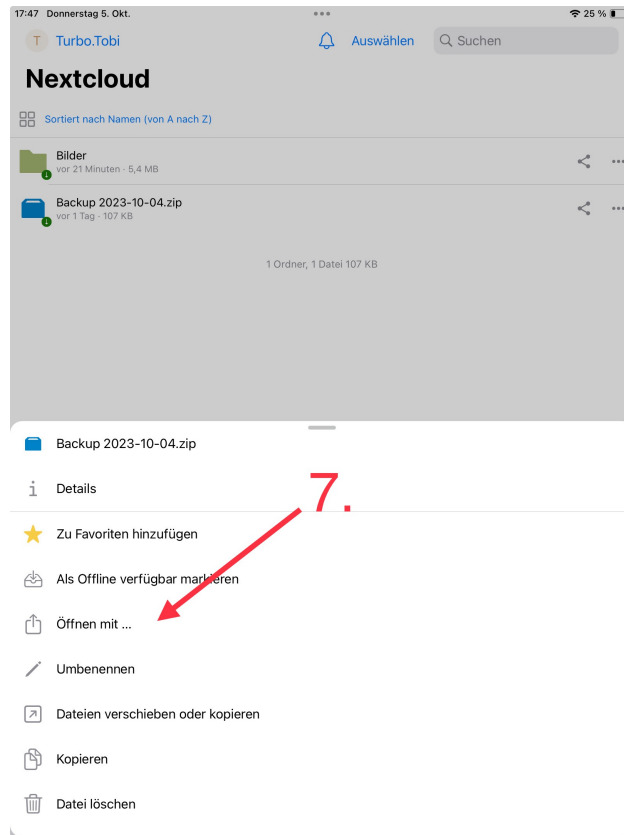 17:47 Donnerstag 5. Okt.
25 %
T Turbo.Tobi
Auswählen
Suchen
Nextcloud
Sortiert nach Namen (von A nach Z)
Bilder
vor 21 Minuten - 5,4 MB
Backup 2023-10-04.zip
vor 1 Tag - 107 KB
1 Ordner, 1 Datei 107 KB
Backup 2023-10-04.zip
Details
7.
Zu Favoriten hinzufügen
Als Offline verfügbar markieren
Öffnen mit ...
Umbenennen
Dateien verschieben oder kopieren
Kopieren
Datei löschen